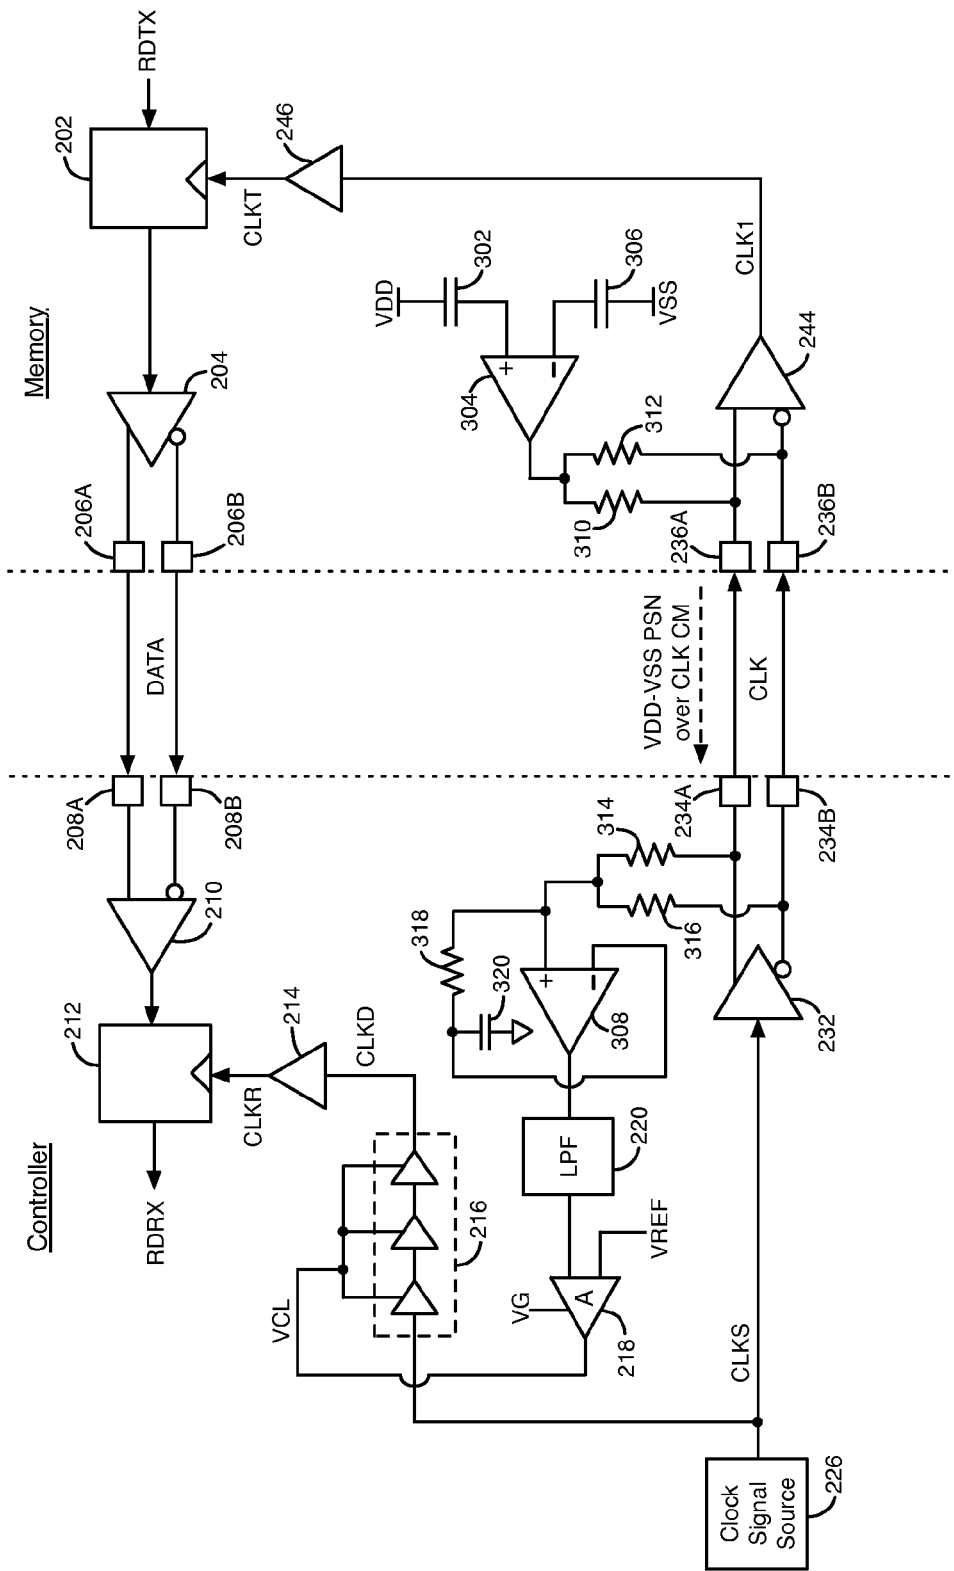 Controller
Memory
RDRX
212
210
208A
208B
DATA
206A
206B
204
202
RDTX
CLKR
214
CLKD
CLKT
246
VCL
216
318
320
308
314
316
VG
A
218
VREF
LPF
220
VDD
302
304
306
VSS
+
−
+
−
310
312
VDD-VSS PSN
over CLK CM
234A
234B
236A
236B
CLK
232
244
CLK1
CLKS
Clock
Signal
Source
226